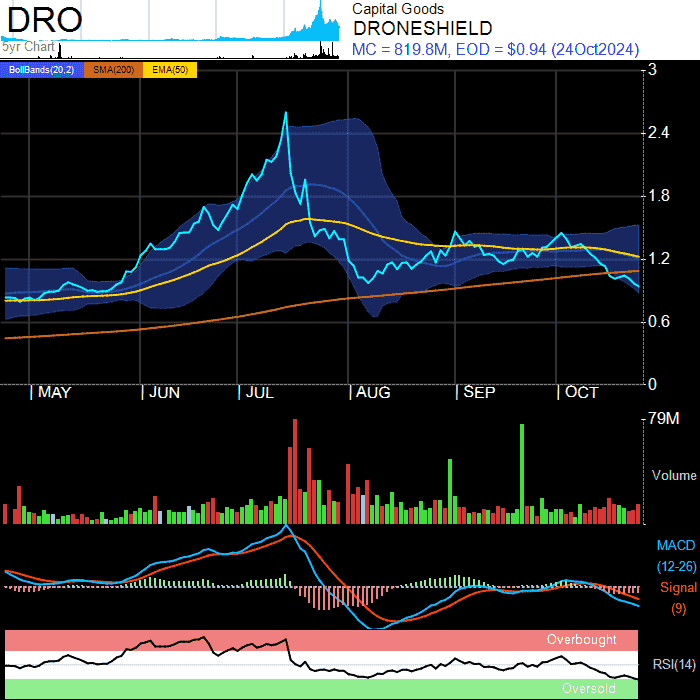 DRO
Capital Goods
DRONESHIELD
MC = 819.8M, EOD = $0.94 (24Oct2024)
5yr Chart
BollBands(20,2) SMA(200) EMA(50)
3
2.4
1.8
1.2
0.6
0
MAY JUN JUL AUG SEP OCT
79M
Volume
MACD
(12-26)
Signal
(9)
Overbought
RSI(14)
Oversold